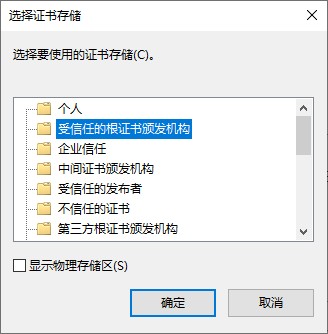 选择证书存储
选择要使用的证书存储(C)。
个人
受信任的根证书颁发机构
企业信任
中间证书颁发机构
受信任的发布者
不信任的证书
第三方根证书颁发机构
显示物理存储区(S)
确定
取消